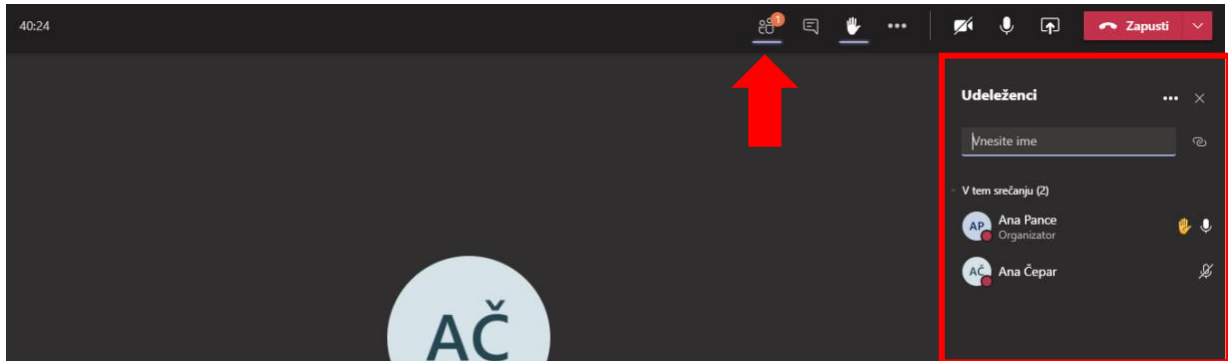 40:24
1
Zapusti
Udeleženci
Vnesite ime
V tem srečanju (2)
AP
Ana Pance
Organizator
AČ
Ana Čepar
AČ